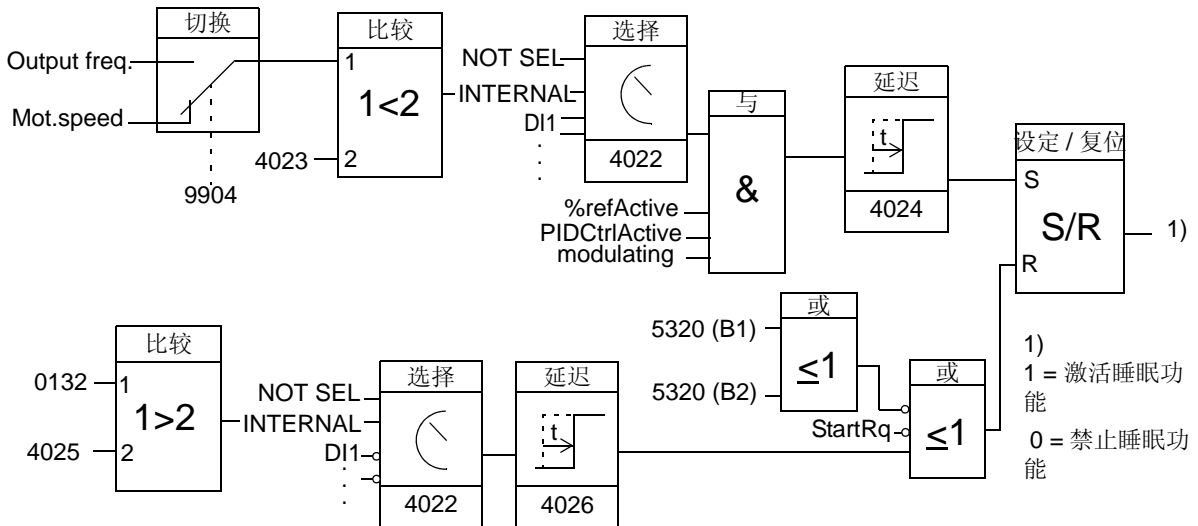 切换
Output freq.
Mot.speed
9904
比较
1
1<2
4023
2
选择
NOT SEL
INTERNAL
DI1
.
.
.
4022
与
&
%refActive
PIDCtrlActive
modulating
延迟
t
4024
设定 / 复位
S
S/R
R
1)
比较
0132
1
1>2
4025
2
选择
NOT SEL
INTERNAL
DI1
.
.
4022
延迟
t
4026
或
5320 (B1)
≤1
5320 (B2)
或
StartRq
≤1
1)
1 = 激活睡眠功
能
0 = 禁止睡眠功
能